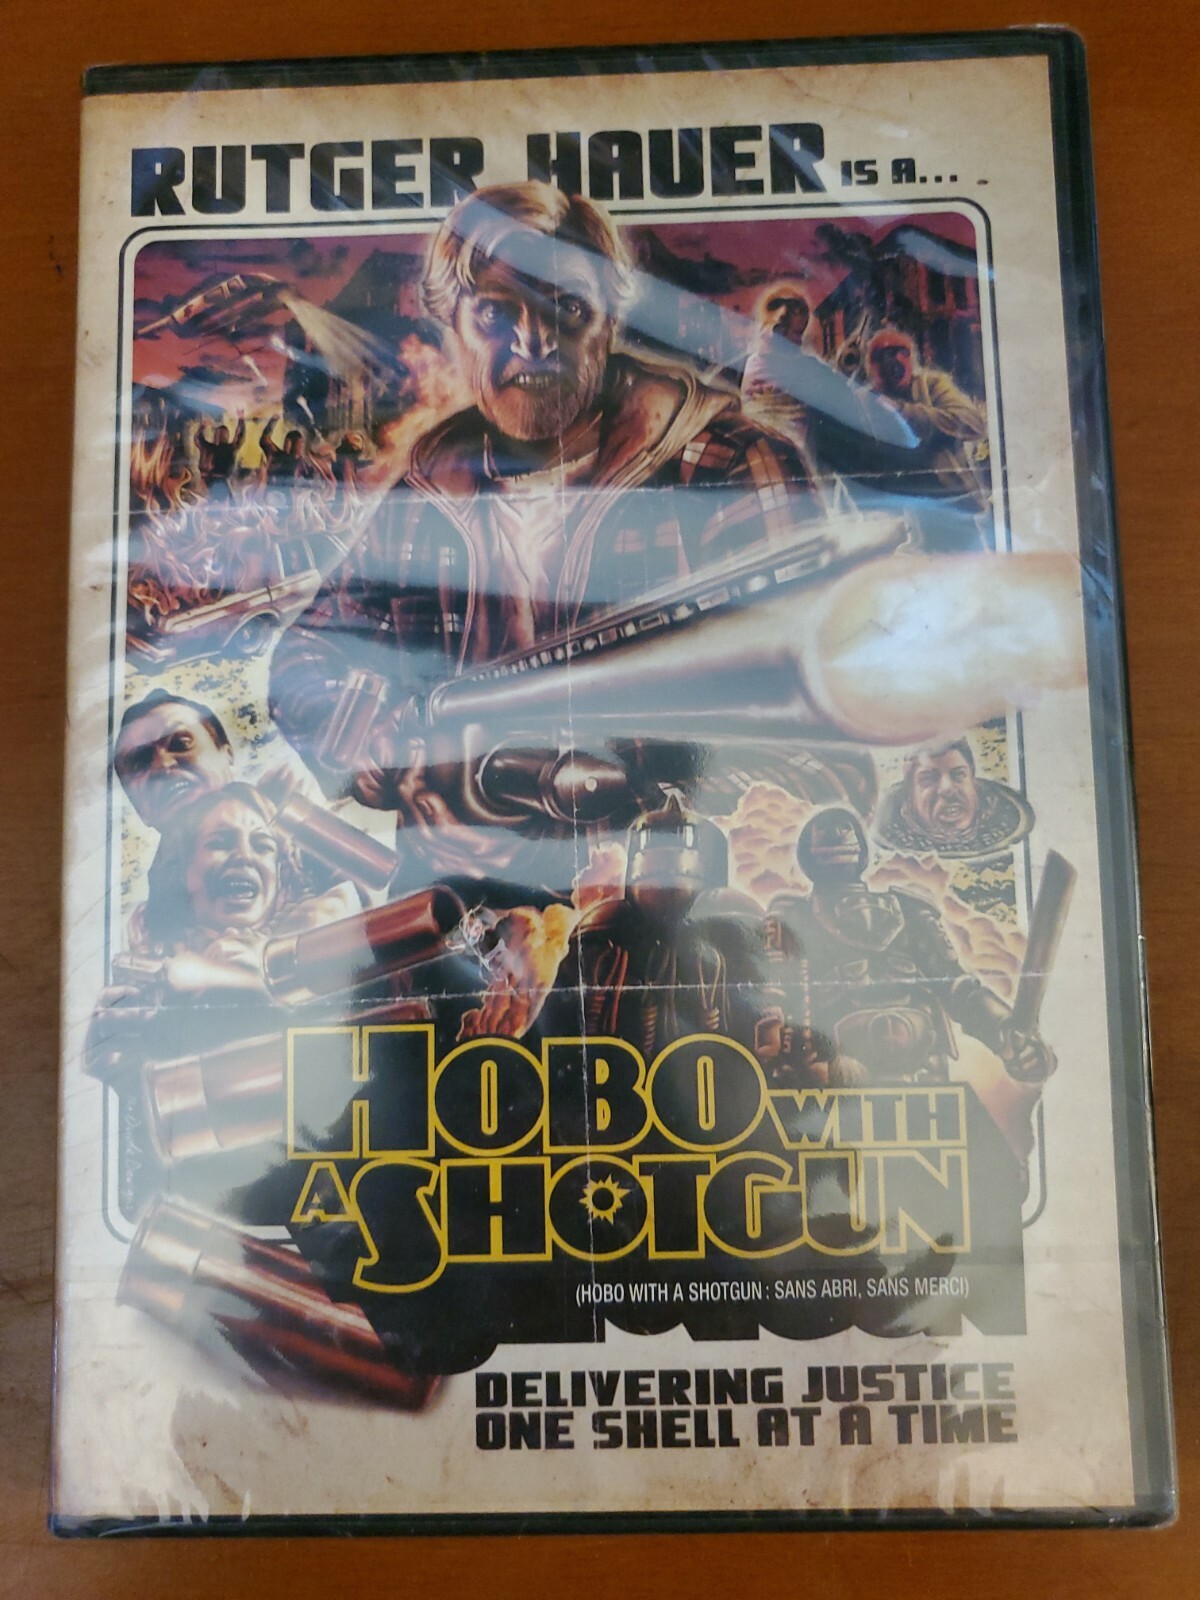 RUTGER HAUER IS A...
HOBO WITH
A SHOTGUN
(HOBO WITH A SHOTGUN : SANS ABRI, SANS MERCI)
DELIVERING JUSTICE
ONE SHELL AT A TIME